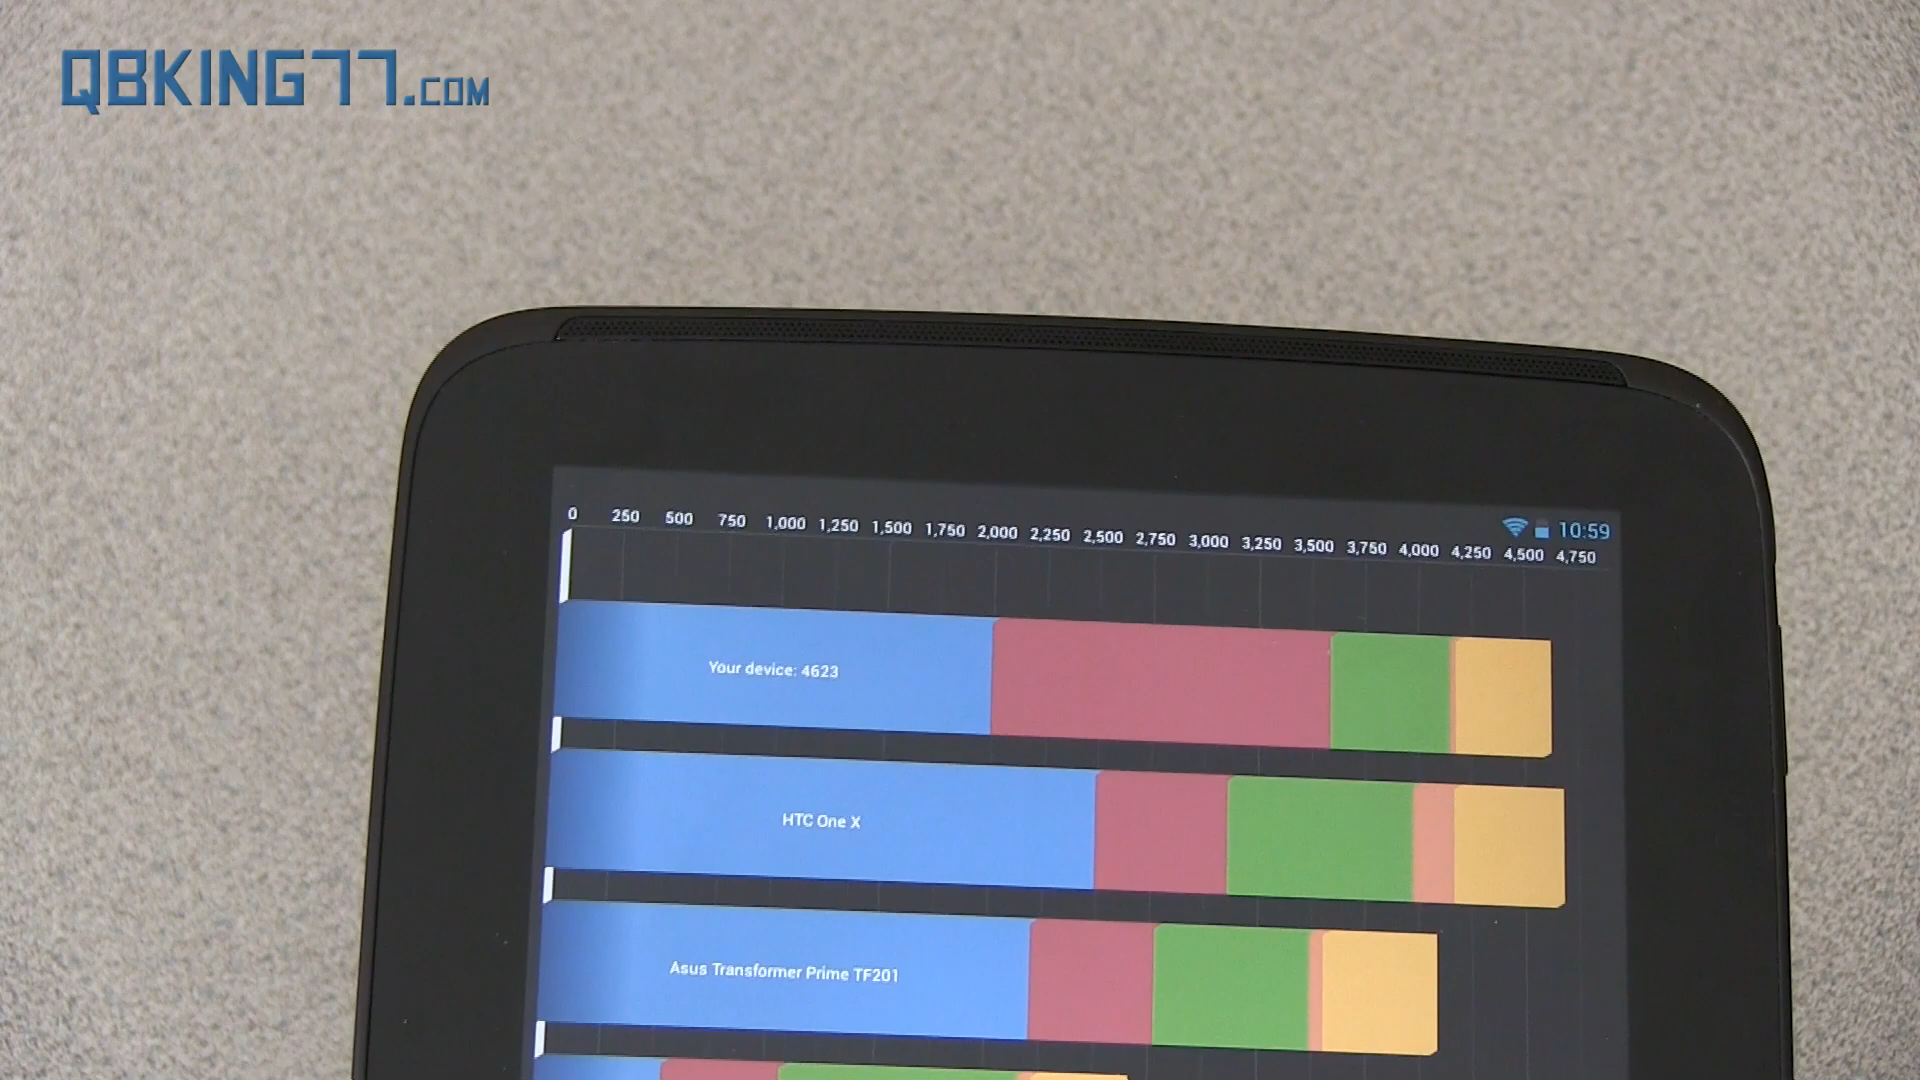 QBKING77.COM
10:59
0 250 500 750 1,000 1,250 1,500 1,750 2,000 2,250 2,500 2,750 3,000 3,250 3,500 3,750 4,000 4,250 4,500 4,750
Your device: 4623
HTC One X
Asus Transformer Prime TF201